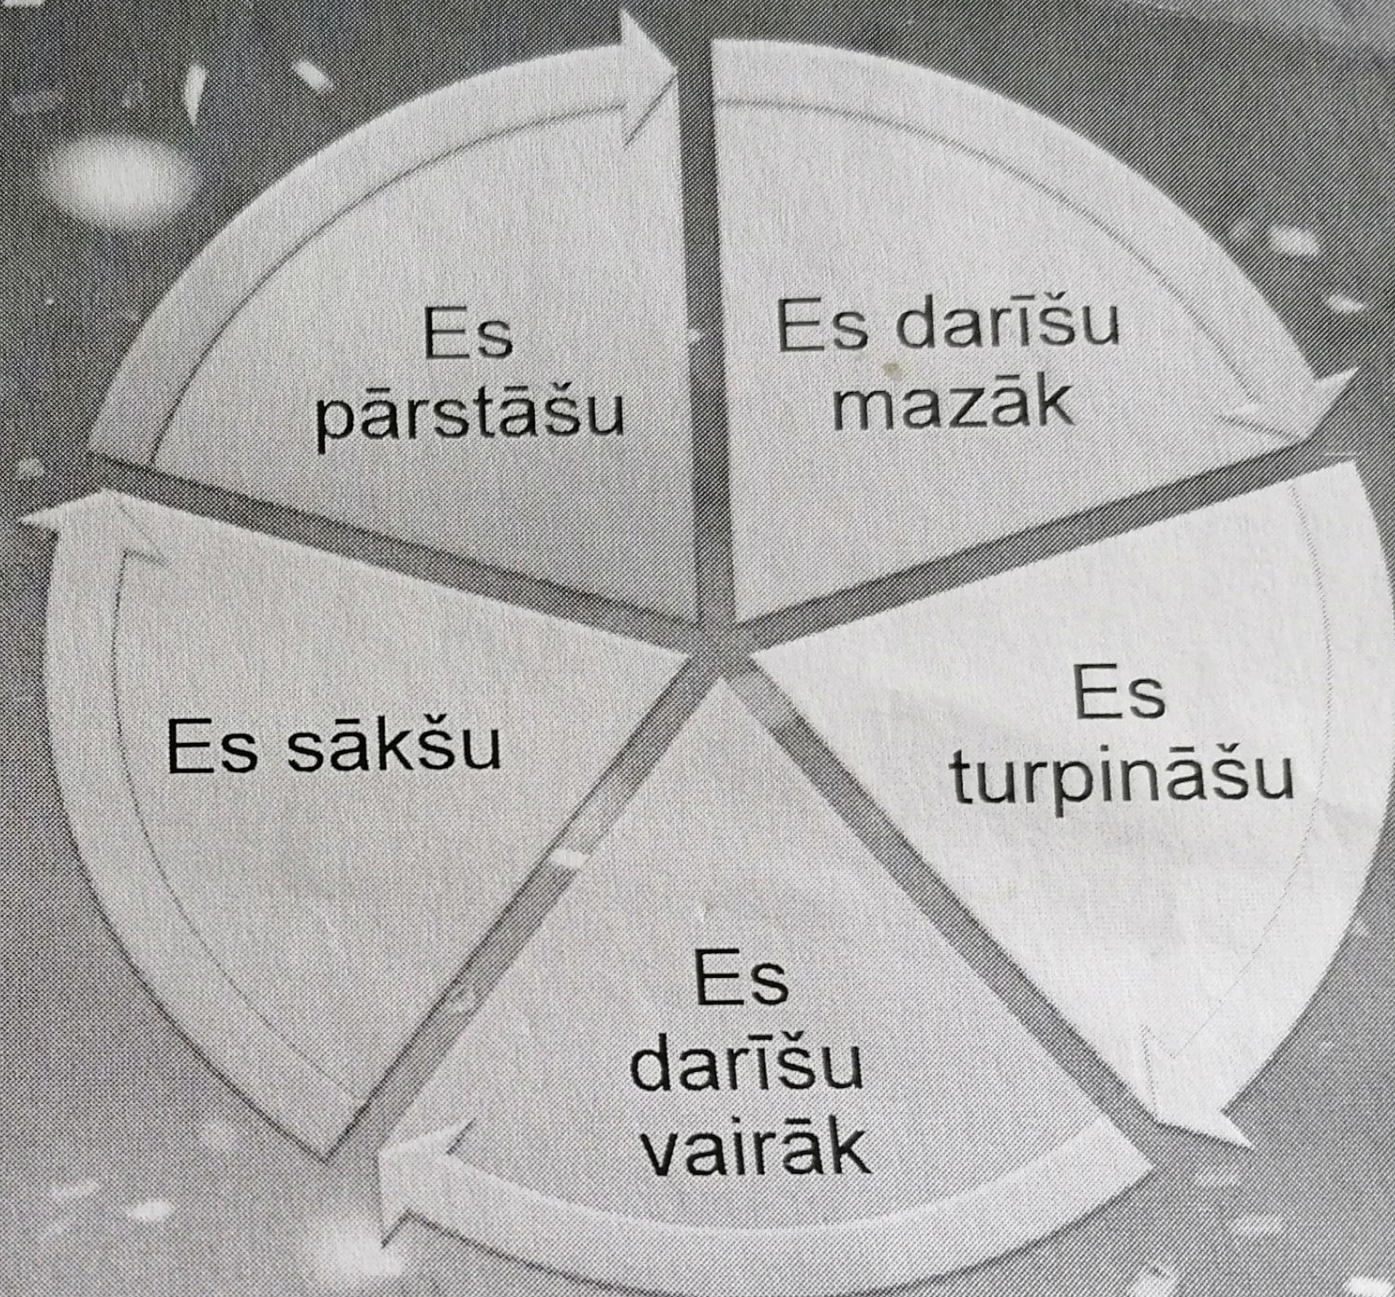 Es
pārstāšu
Es darīšu
mazāk
Es
turpināšu
Es
darīšu
vairāk
Es sākšu